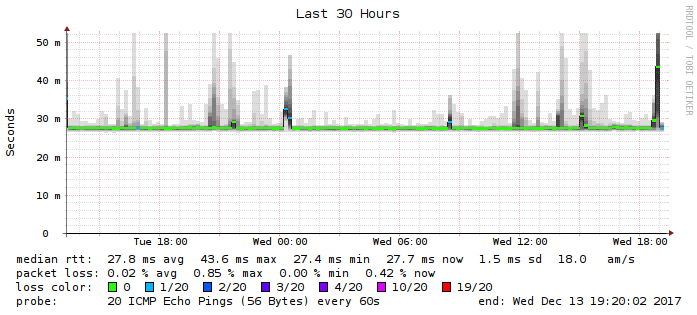 Last 30 Hours
RRDTOOL / TOBI OETIKER
Seconds
50 m
40 m
30 m
20 m
10 m
0
Tue 18:00 Wed 00:00 Wed 06:00 Wed 12:00 Wed 18:00
median rtt: 27.8 ms avg 43.6 ms max 27.4 ms min 27.7 ms now 1.5 ms sd 18.0 am/s
packet loss: 0.02 % avg 0.85 % max 0.00 % min 0.42 % now
loss color: 0 1/20 2/20 3/20 4/20 10/20 19/20
probe: 20 ICMP Echo Pings (56 Bytes) every 60s end: Wed Dec 13 19:20:02 2017